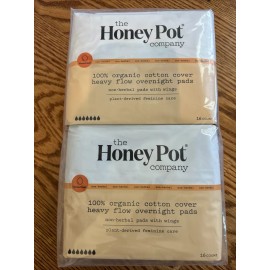 the
Honey Pot
company
100% organic cotton cover
heavy flow overnight pads
non-herbal pads with wings
plant-derived feminine care
the
Honey Pot
company
100% organic cotton cover
heavy flow overnight pads
non-herbal pads with wings
plant-derived feminine care